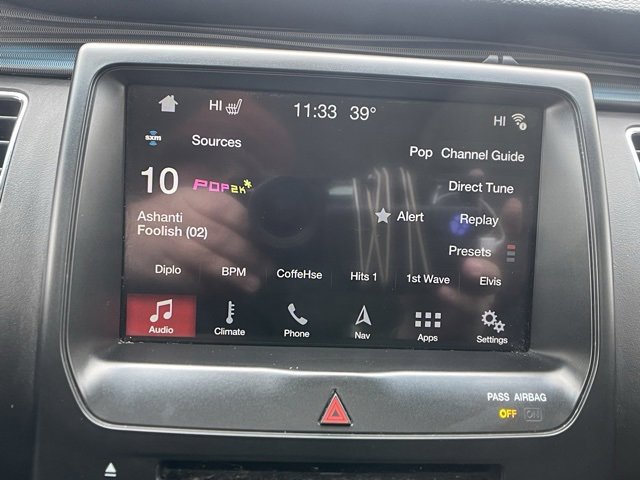 HI 11:33 39° HI
sxm Sources
Pop Channel Guide
10 POP2K*
Direct Tune
Ashanti
Alert Replay
Foolish (02)
Presets
Diplo BPM CoffeHse Hits 1 1st Wave Elvis
Audio Climate Phone Nav Apps Settings
PASS AIRBAG
OFF ON